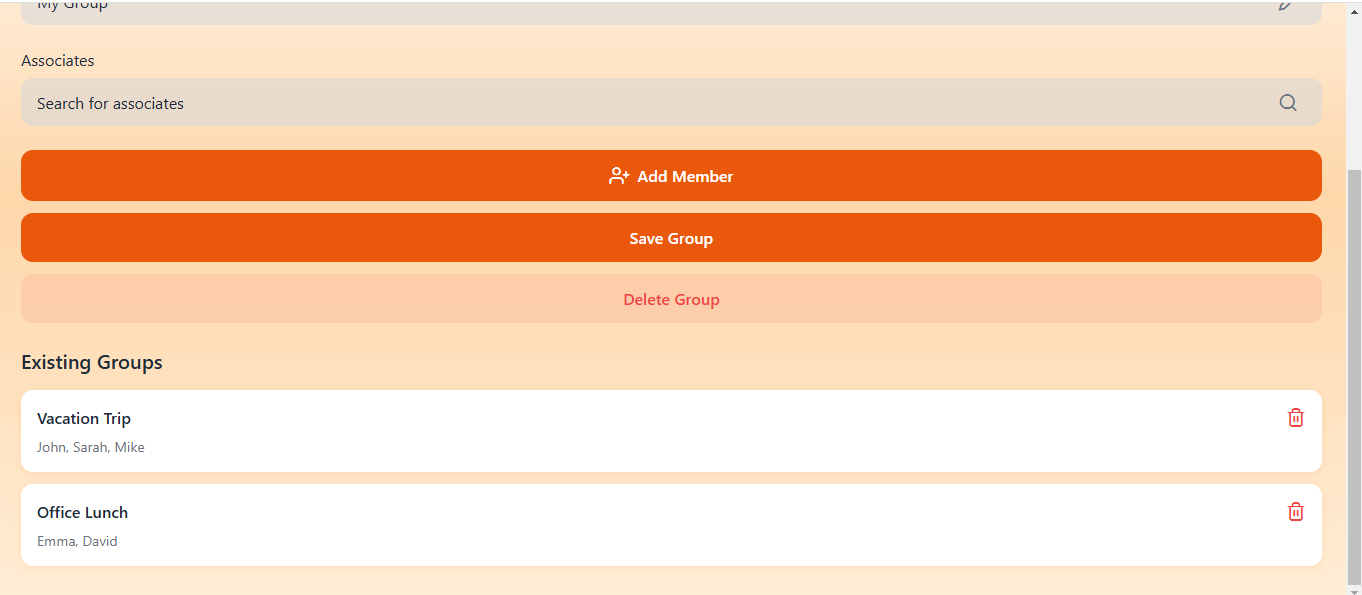 My Group
Associates
Search for associates
Add Member
Save Group
Delete Group
Existing Groups
Vacation Trip
John, Sarah, Mike
Office Lunch
Emma, David